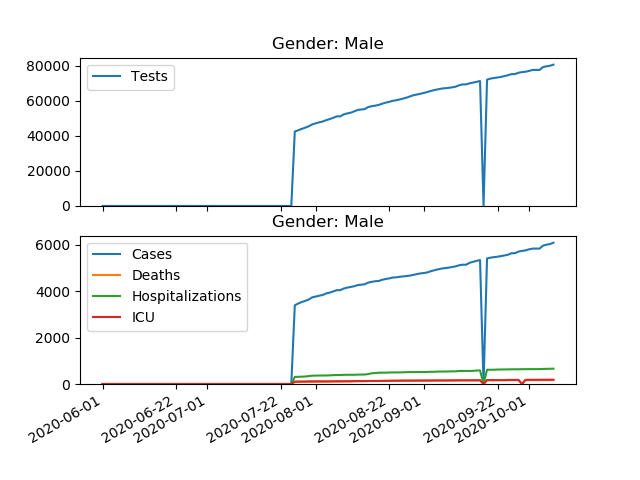 Gender: Male
80000
60000
40000
20000
0
Tests
Gender: Male
6000
4000
2000
0
Cases
Deaths
Hospitalizations
ICU
2020-06-01
2020-06-22
2020-07-01
2020-07-22
2020-08-01
2020-08-22
2020-09-01
2020-09-22
2020-10-01